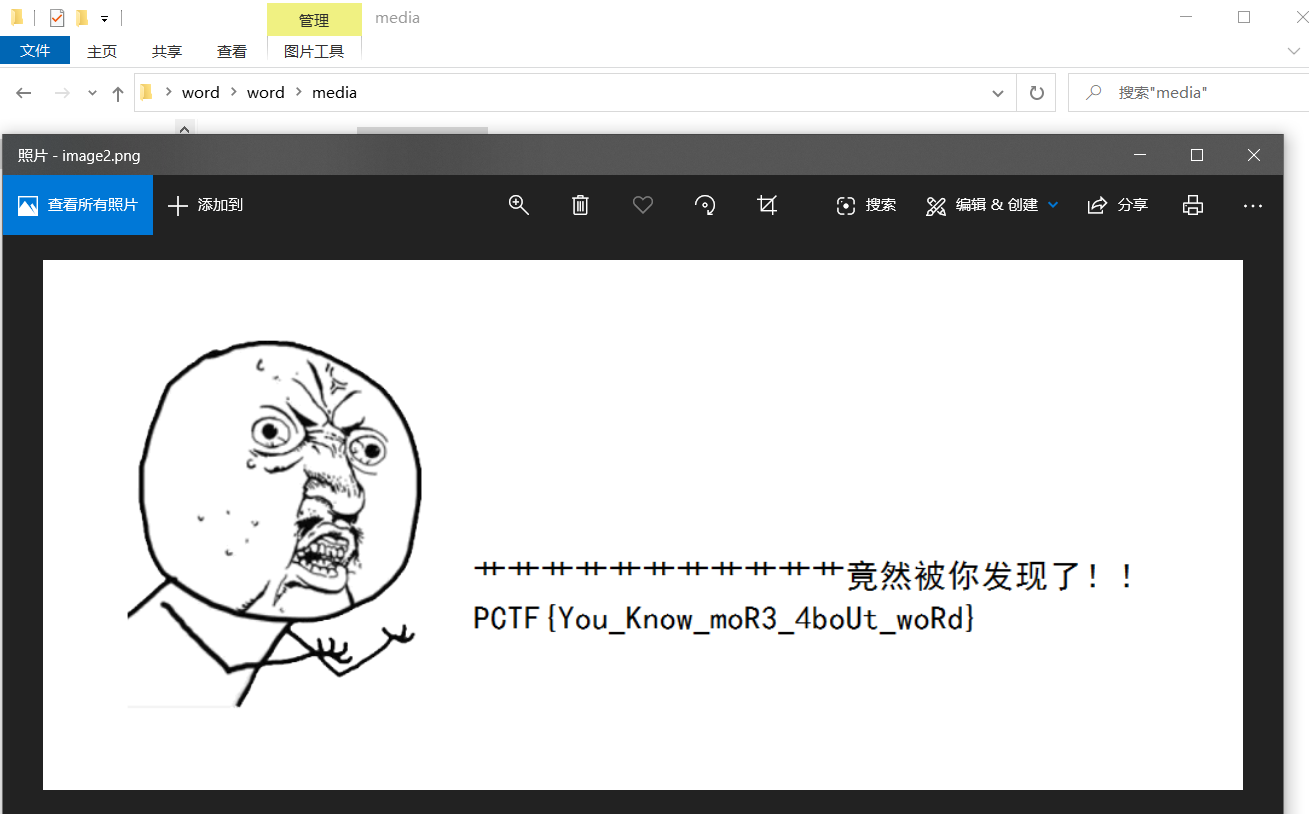 管理
media
文件
主页
共享
查看
图片工具
word
word
media
搜索"media"
照片 - image2.png
查看所有照片
添加到
搜索
编辑 & 创建
分享
艹艹艹艹艹艹艹艹艹艹艹竟然被你发现了！！
PCTF{You_Know_moR3_4boUt_woRd}